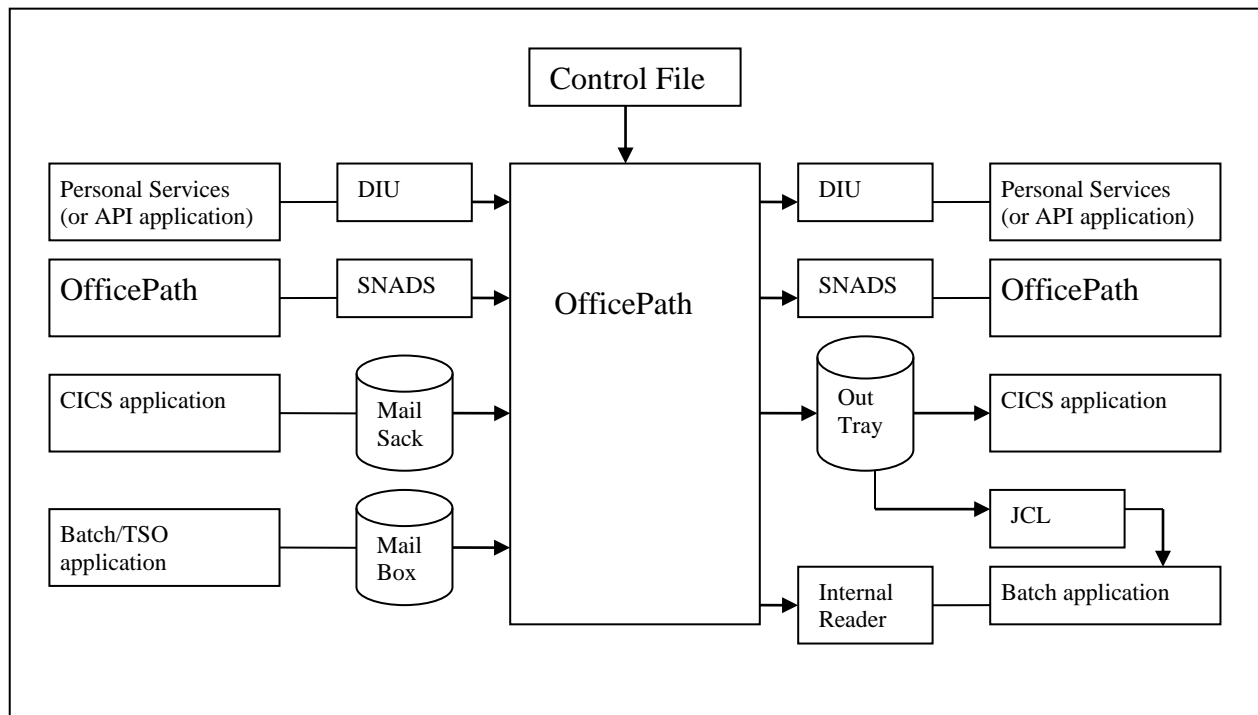 Control File
Personal Services
(or API application)
DIU
DIU
Personal Services
(or API application)
OfficePath
SNADS
OfficePath
SNADS
OfficePath
CICS application
Mail
Sack
Out
Tray
CICS application
Batch/TSO
application
Mail
Box
JCL
Internal
Reader
Batch application